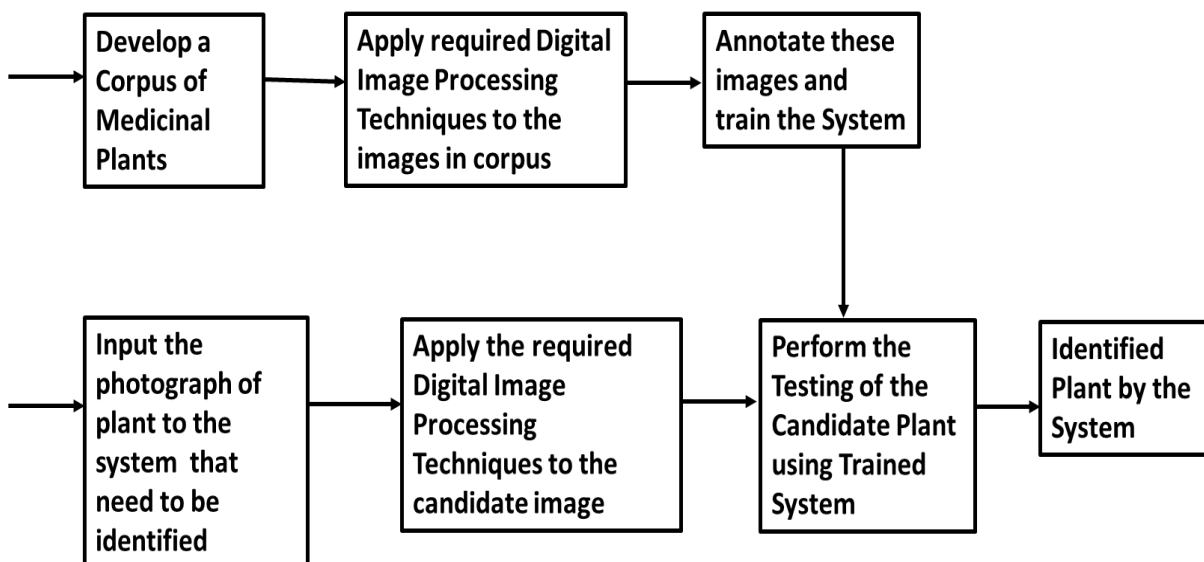 Develop a
Corpus of
Medicinal
Plants
Apply required Digital
Image Processing
Techniques to the
images in corpus
Annotate these
images and
train the System
Input the
photograph of
plant to the
system that
need to be
identified
Apply the required
Digital Image
Processing
Techniques to the
candidate image
Perform the
Testing of the
Candidate Plant
using Trained
System
Identified
Plant by the
System